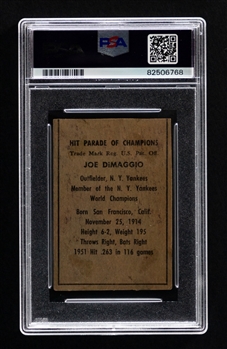 PSA
82506768
HIT PARADE OF CHAMPIONS
Trade Mark Reg U.S. Pat. Off
JOE DIMAGGIO
Outfielder, N. Y. Yankees
Member of the N. Y. Yankees
World Champions
Born San Francisco, Calif.
November 25, 1914
Height 6-2, Weight 195
Throws Right, Bats Right
1951 Hit .263 in 116 games